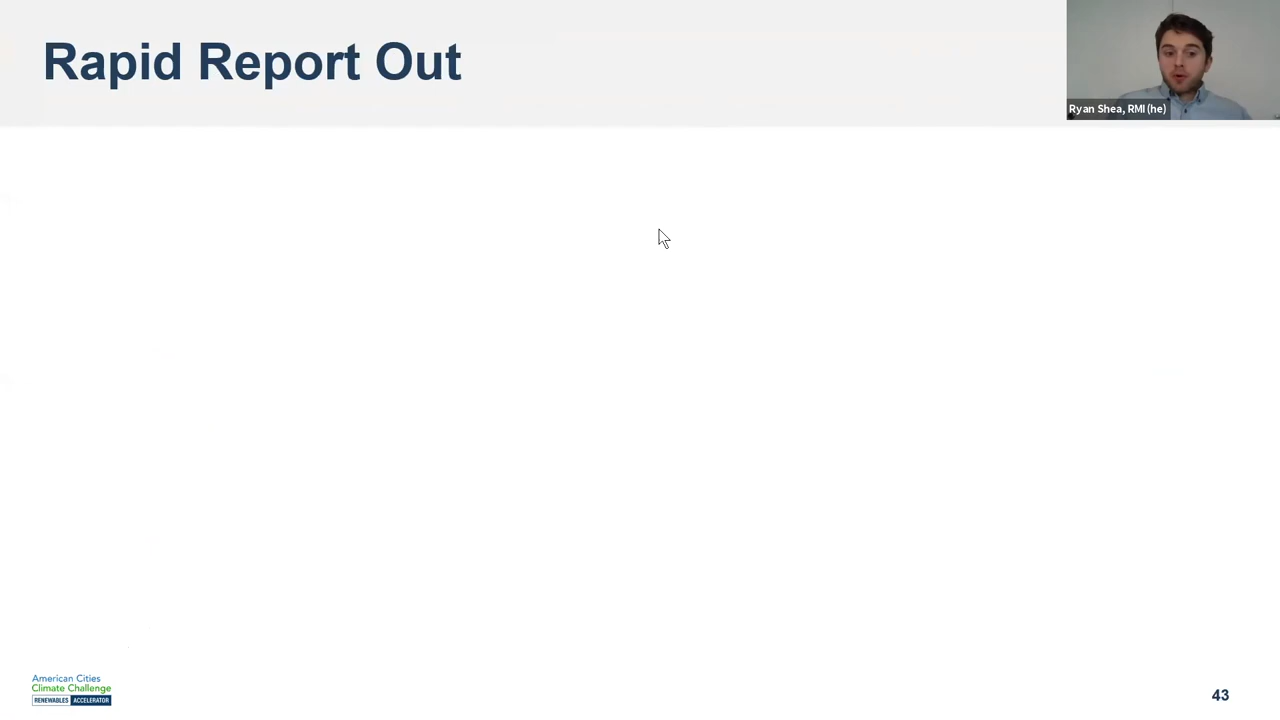 Rapid Report Out
Ryan Shea, RMI (he)
American Cities
Climate Challenge
RENEWABLES ACCELERATOR
43